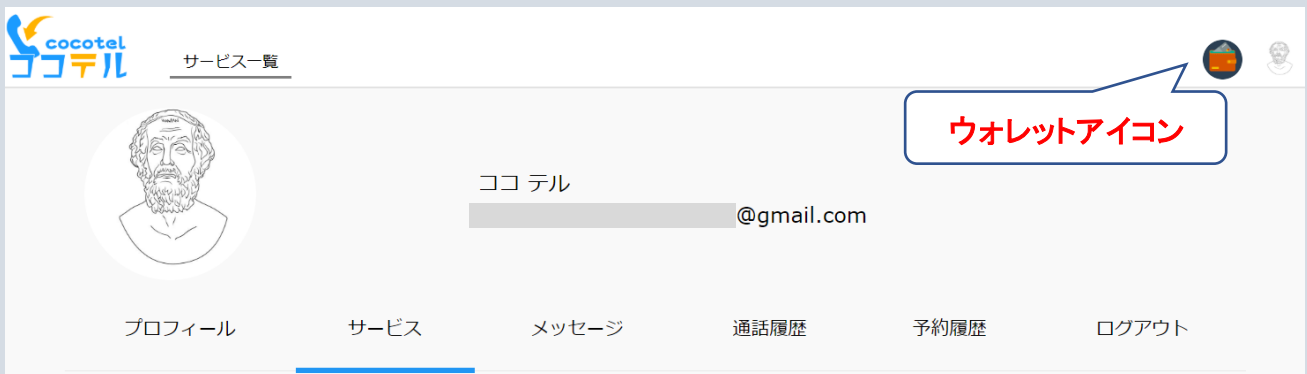 cocotel
ココテル
サービス一覧
ウォレットアイコン
ココ テル
@gmail.com
プロフィール
サービス
メッセージ
通話履歴
予約履歴
ログアウト